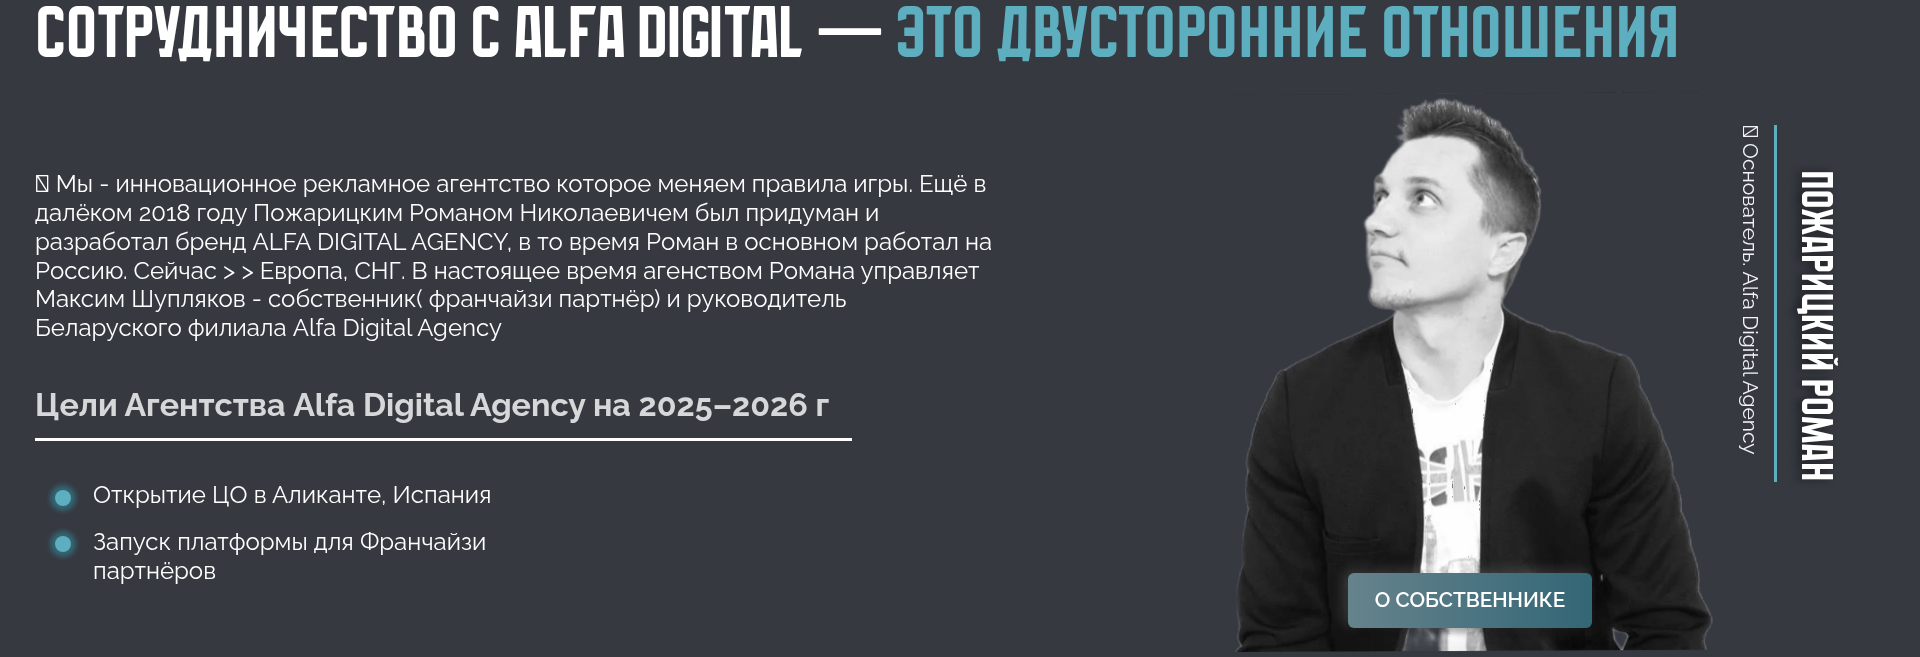 СОТРУДНИЧЕСТВО С ALFA DIGITAL — ЭТО ДВУСТОРОННИЕ ОТНОШЕНИЯ
Мы - инновационное рекламное агентство которое меняем правила игры. Ещё в
далёком 2018 году Пожарицким Романом Николаевичем был придуман и
разработал бренд ALFA DIGITAL AGENCY, в то время Роман в основном работал на
Россию. Сейчас > > Европа, СНГ. В настоящее время агенством Романа управляет
Максим Шупляков - собственник( франчайзи партнёр) и руководитель
Беларуского филиала Alfa Digital Agency
Цели Агентства Alfa Digital Agency на 2025–2026 г
Открытие ЦО в Аликанте, Испания
Запуск платформы для Франчайзи
партнёров
О СОБСТВЕННИКЕ
Основатель. Alfa Digital Agency
ПОЖАРИЦКИЙ РОМАН